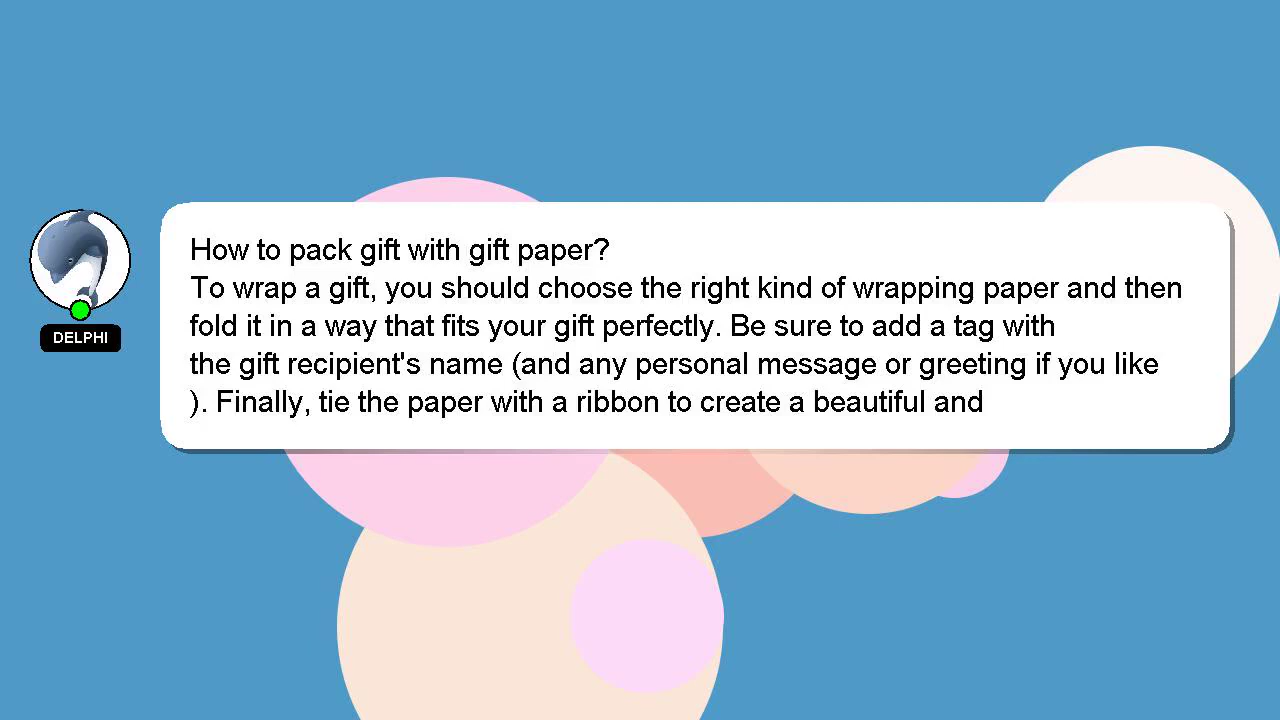 DELPHI
How to pack gift with gift paper?
To wrap a gift, you should choose the right kind of wrapping paper and then
fold it in a way that fits your gift perfectly. Be sure to add a tag with
the gift recipient's name (and any personal message or greeting if you like
). Finally, tie the paper with a ribbon to create a beautiful and